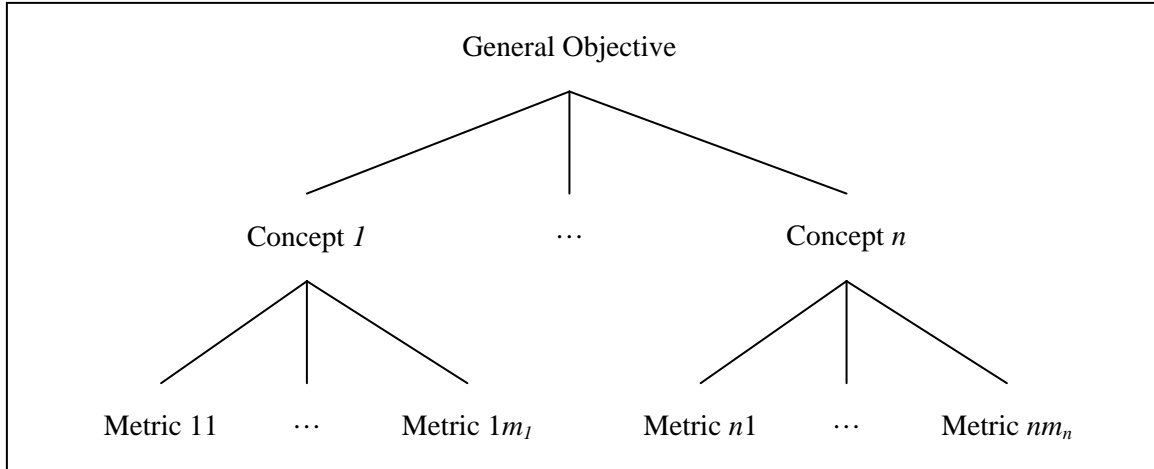 General Objective
Concept 1 ⋯ Concept n
Metric 11 ⋯ Metric 1m₁ Metric n1 ⋯ Metric nmₙ